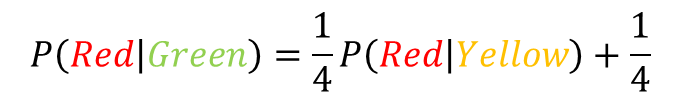 P(Red|Green) = 1/4 P(Red|Yellow) + 1/4